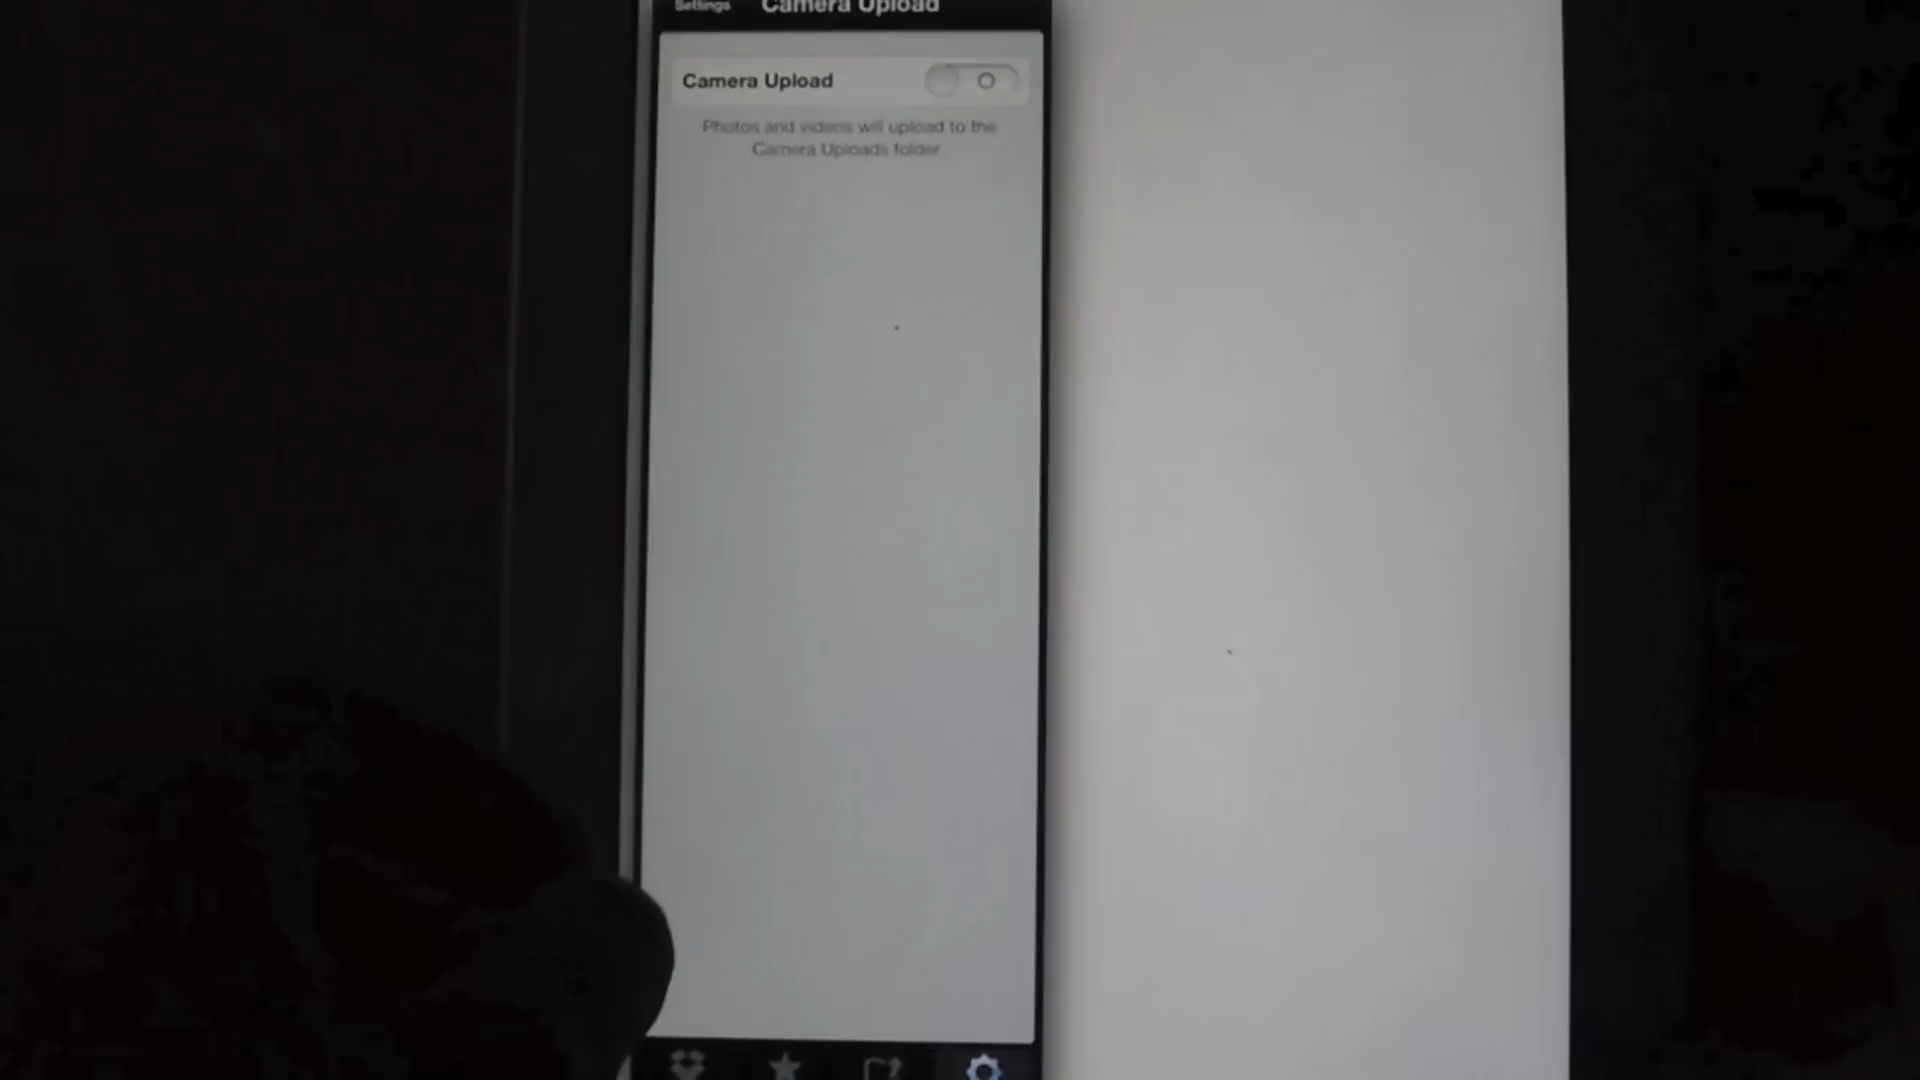 Settings Camera Upload
Camera Upload
Photos and videos will upload to the
Camera Uploads folder.